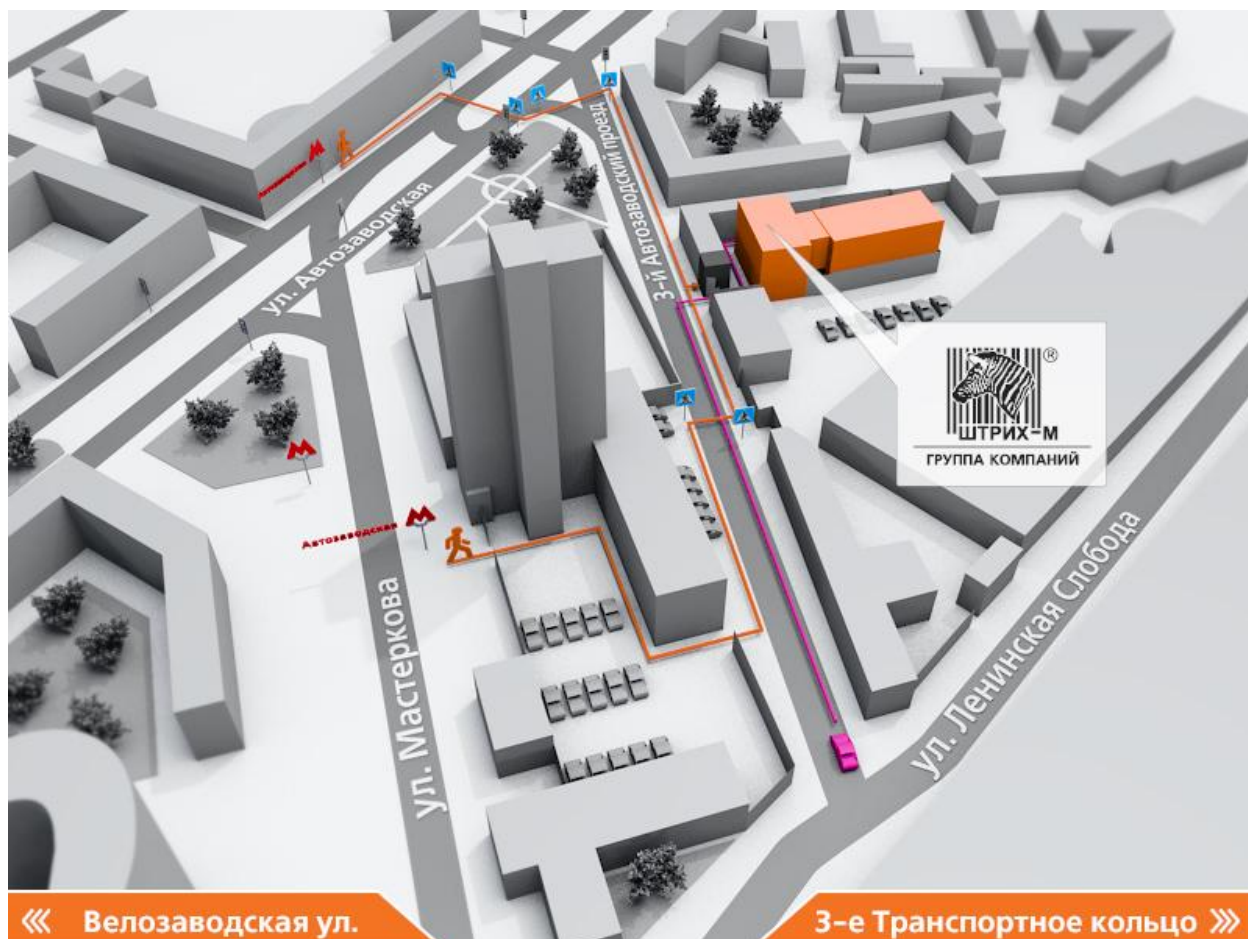 Автозаводская М
3-й Автозаводский проезд
ул. Автозаводская
®
ШТРИХ-М
ГРУППА КОМПАНИЙ
М
Автозаводская М
ул. Мастеркова
ул. Ленинская Слобода
<<< Велозаводская ул.
3-е Транспортное кольцо >>>